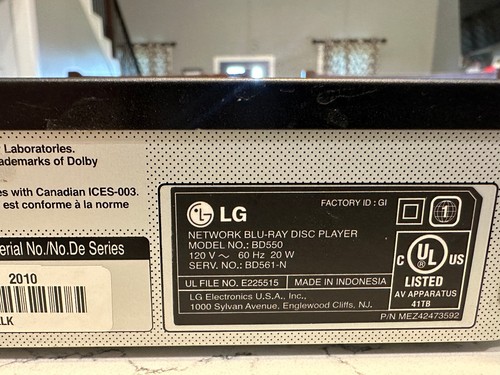 Laboratories.
ademarks of Dolby
es with Canadian ICES-003.
est conforme à la norme
erial No./No.De Series
2010
LK
LG
FACTORY ID : GI
NETWORK BLU-RAY DISC PLAYER
MODEL NO.: BD550
120 V ~ 60 Hz 20 W
SERV. NO.: BD561-N
UL FILE NO. E225515
MADE IN INDONESIA
LG Electronics U.S.A., Inc.,
1000 Sylvan Avenue, Englewood Cliffs, NJ.
1
C UL US
®
LISTED
AV APPARATUS
41TB
P/N MEZ42473592